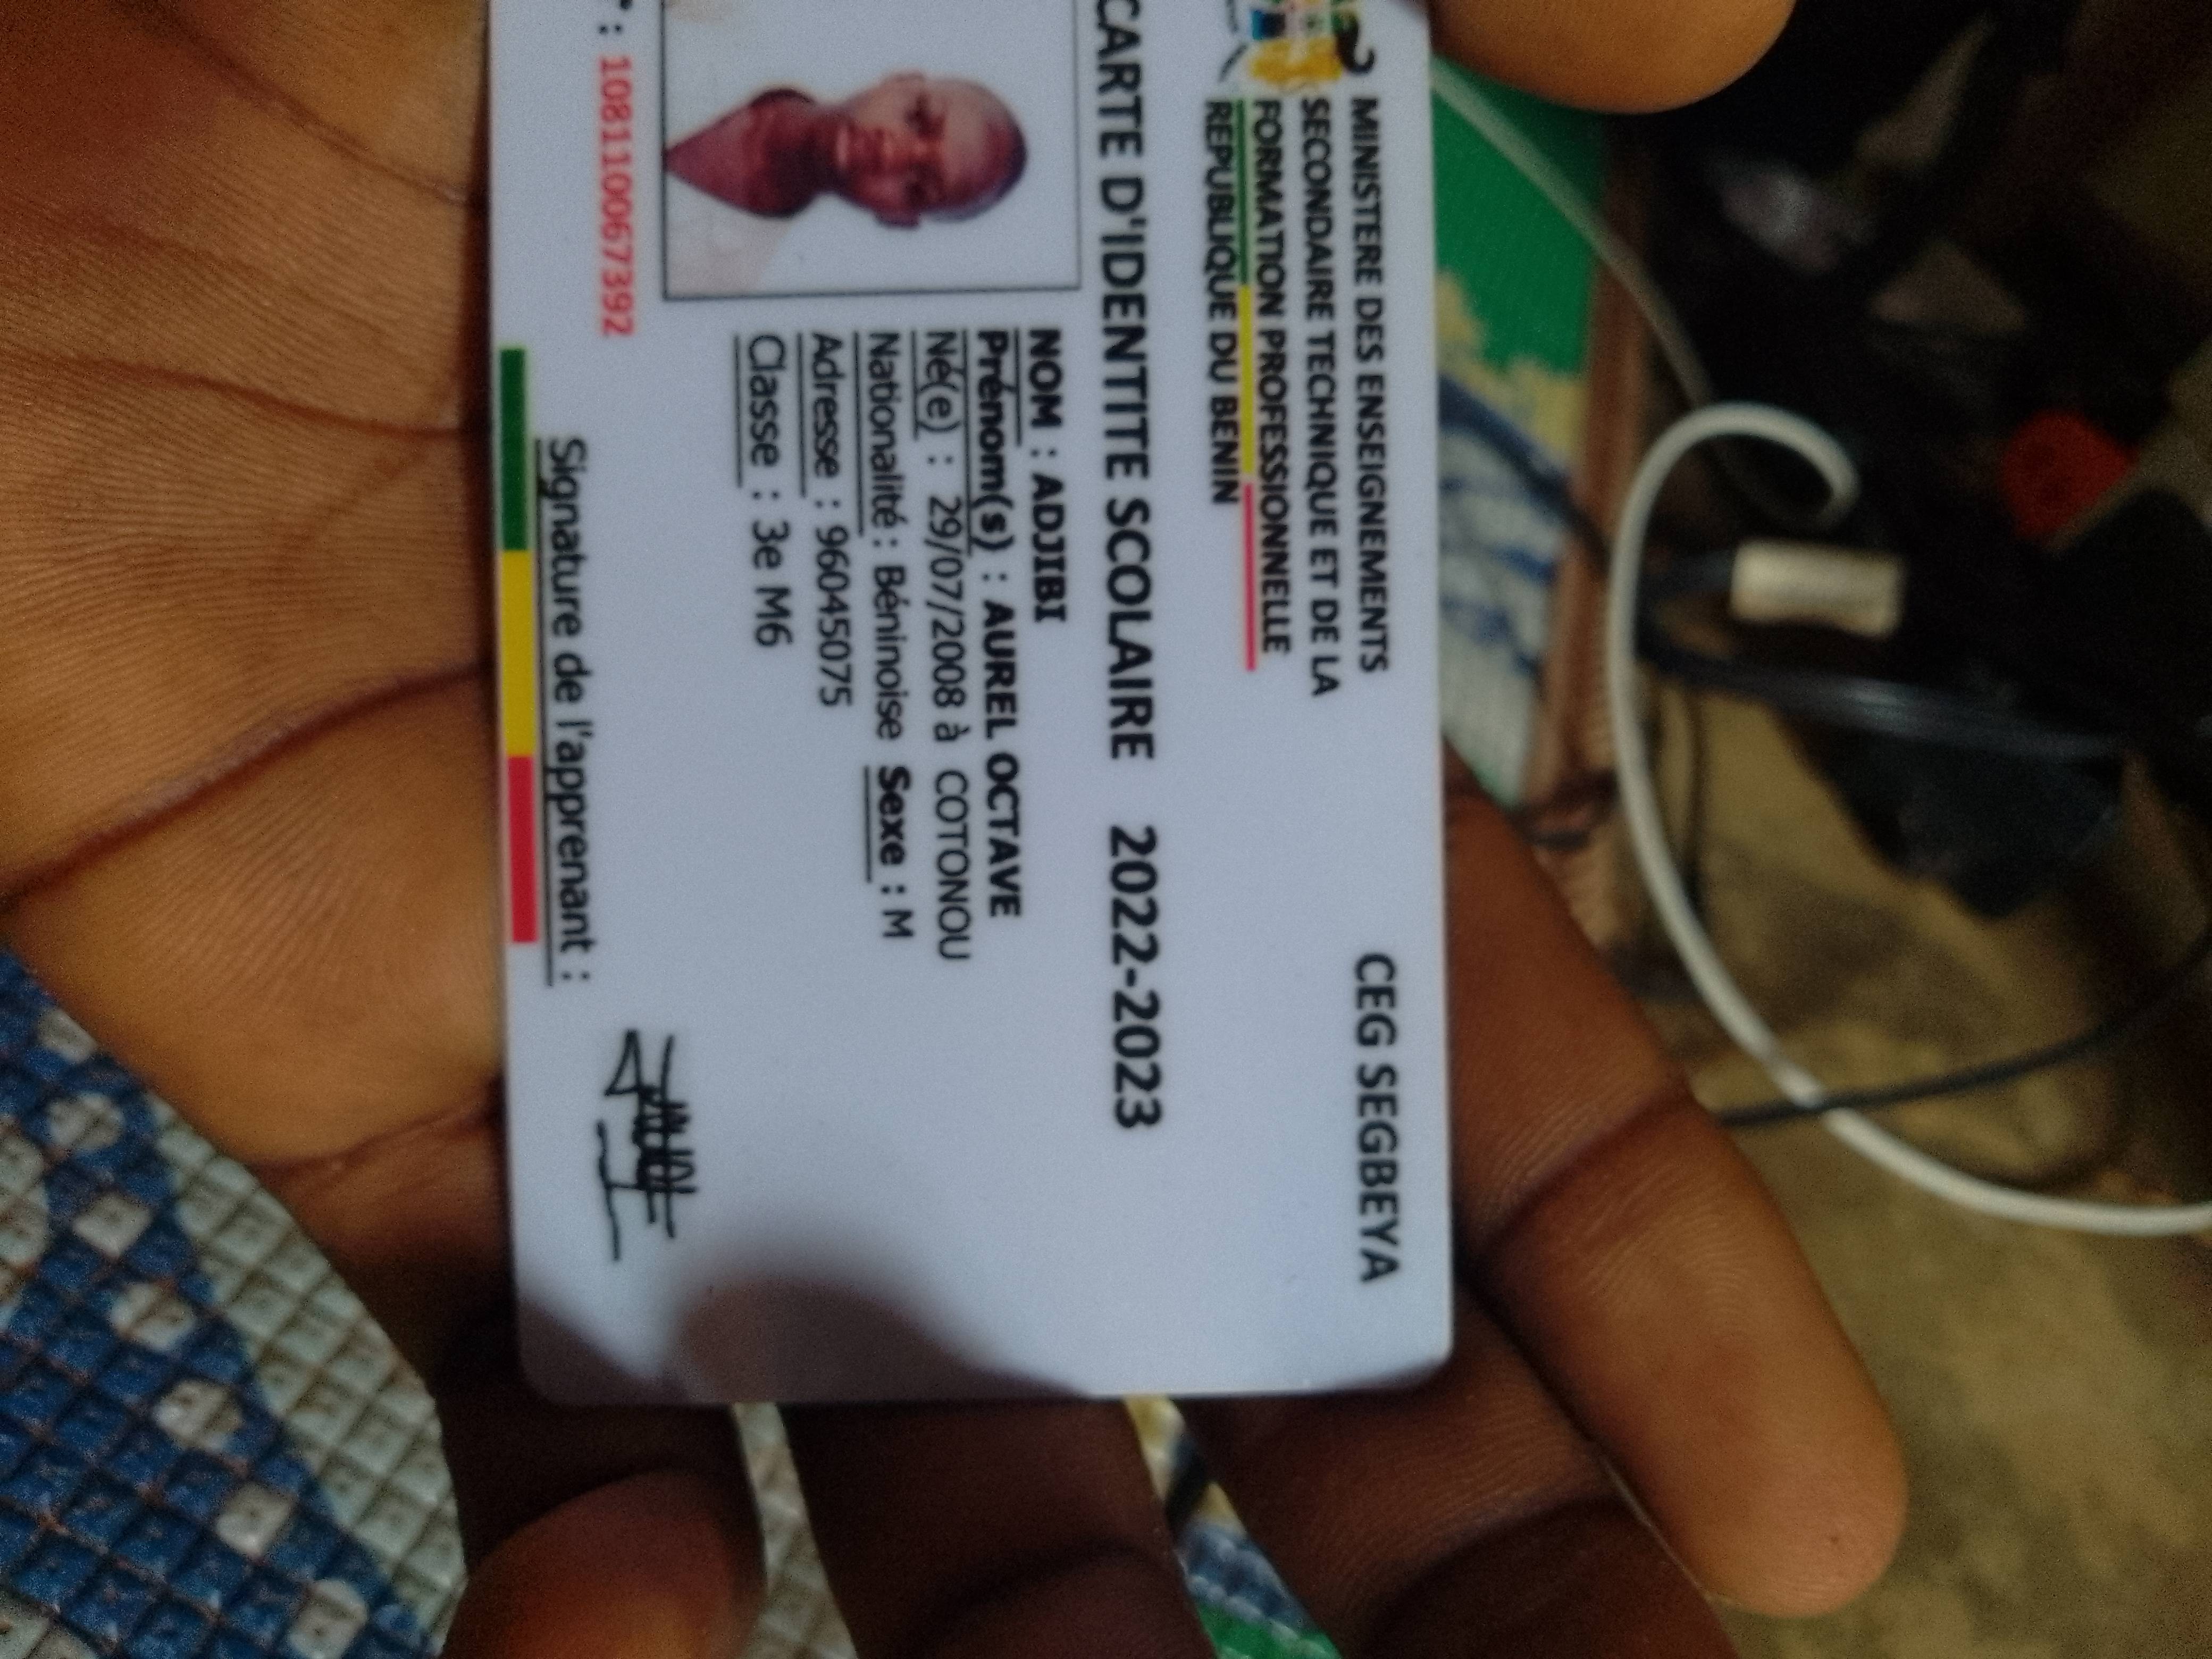 MINISTERE DES ENSEIGNEMENTS
SECONDAIRE TECHNIQUE ET DE LA
FORMATION PROFESSIONNELLE
REPUBLIQUE DU BENIN
CEG SEGBEYA
CARTE D'IDENTITE SCOLAIRE 2022-2023
NOM : ADJIBI
Prénom(s) : AUREL OCTAVE
Né(e) : 29/07/2008 à COTONOU
Nationalité : Béninoise Sexe : M
Adresse : 96045075
Classe : 3e M6
: 108110067392
Signature de l'apprenant :